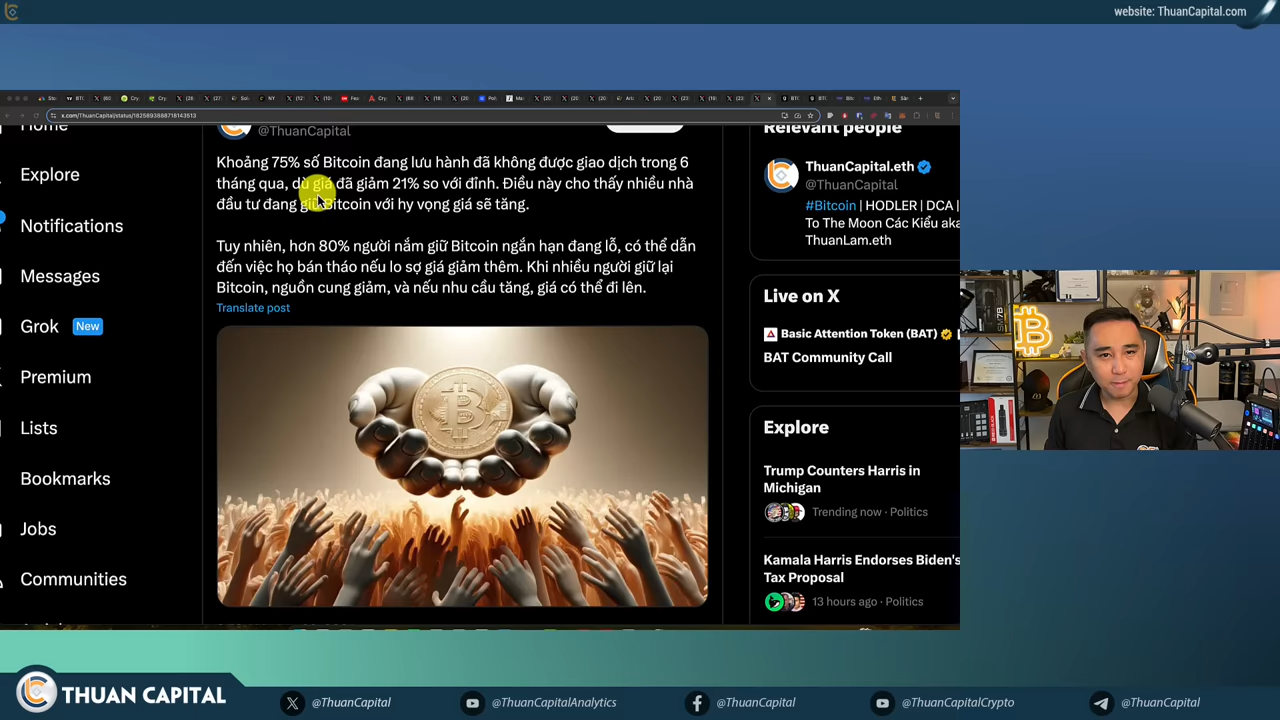 website: ThuanCapital.com
x.com/ThuanCapital/status/1825893888718143513
Home
Explore
Notifications
Messages
Grok New
Premium
Lists
Bookmarks
Jobs
Communities
@ThuanCapital
Khoảng 75% số Bitcoin đang lưu hành đã không được giao dịch trong 6
tháng qua, dù giá đã giảm 21% so với đỉnh. Điều này cho thấy nhiều nhà
đầu tư đang giữ Bitcoin với hy vọng giá sẽ tăng.
Tuy nhiên, hơn 80% người nắm giữ Bitcoin ngắn hạn đang lỗ, có thể dẫn
đến việc họ bán tháo nếu lo sợ giá giảm thêm. Khi nhiều người giữ lại
Bitcoin, nguồn cung giảm, và nếu nhu cầu tăng, giá có thể đi lên.
Translate post
Relevant people
ThuanCapital.eth
@ThuanCapital
#Bitcoin | HODLER | DCA |
To The Moon Các Kiểu aka
ThuanLam.eth
Live on X
Basic Attention Token (BAT)
BAT Community Call
Explore
Trump Counters Harris in
Michigan
Trending now · Politics
Kamala Harris Endorses Biden's
Tax Proposal
13 hours ago · Politics
THUAN CAPITAL
@ThuanCapital
@ThuanCapitalAnalytics
@ThuanCapital
@ThuanCapitalCrypto
@ThuanCapital